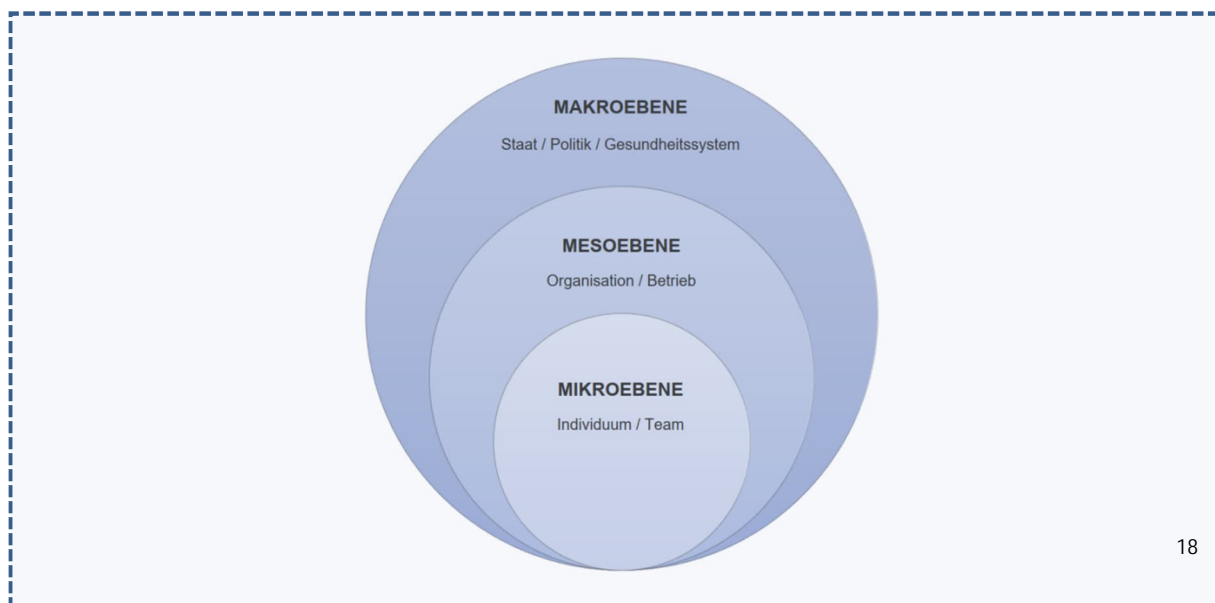 MAKROEBENE
Staat / Politik / Gesundheitssystem
MESOEBENE
Organisation / Betrieb
MIKROEBENE
Individuum / Team
18